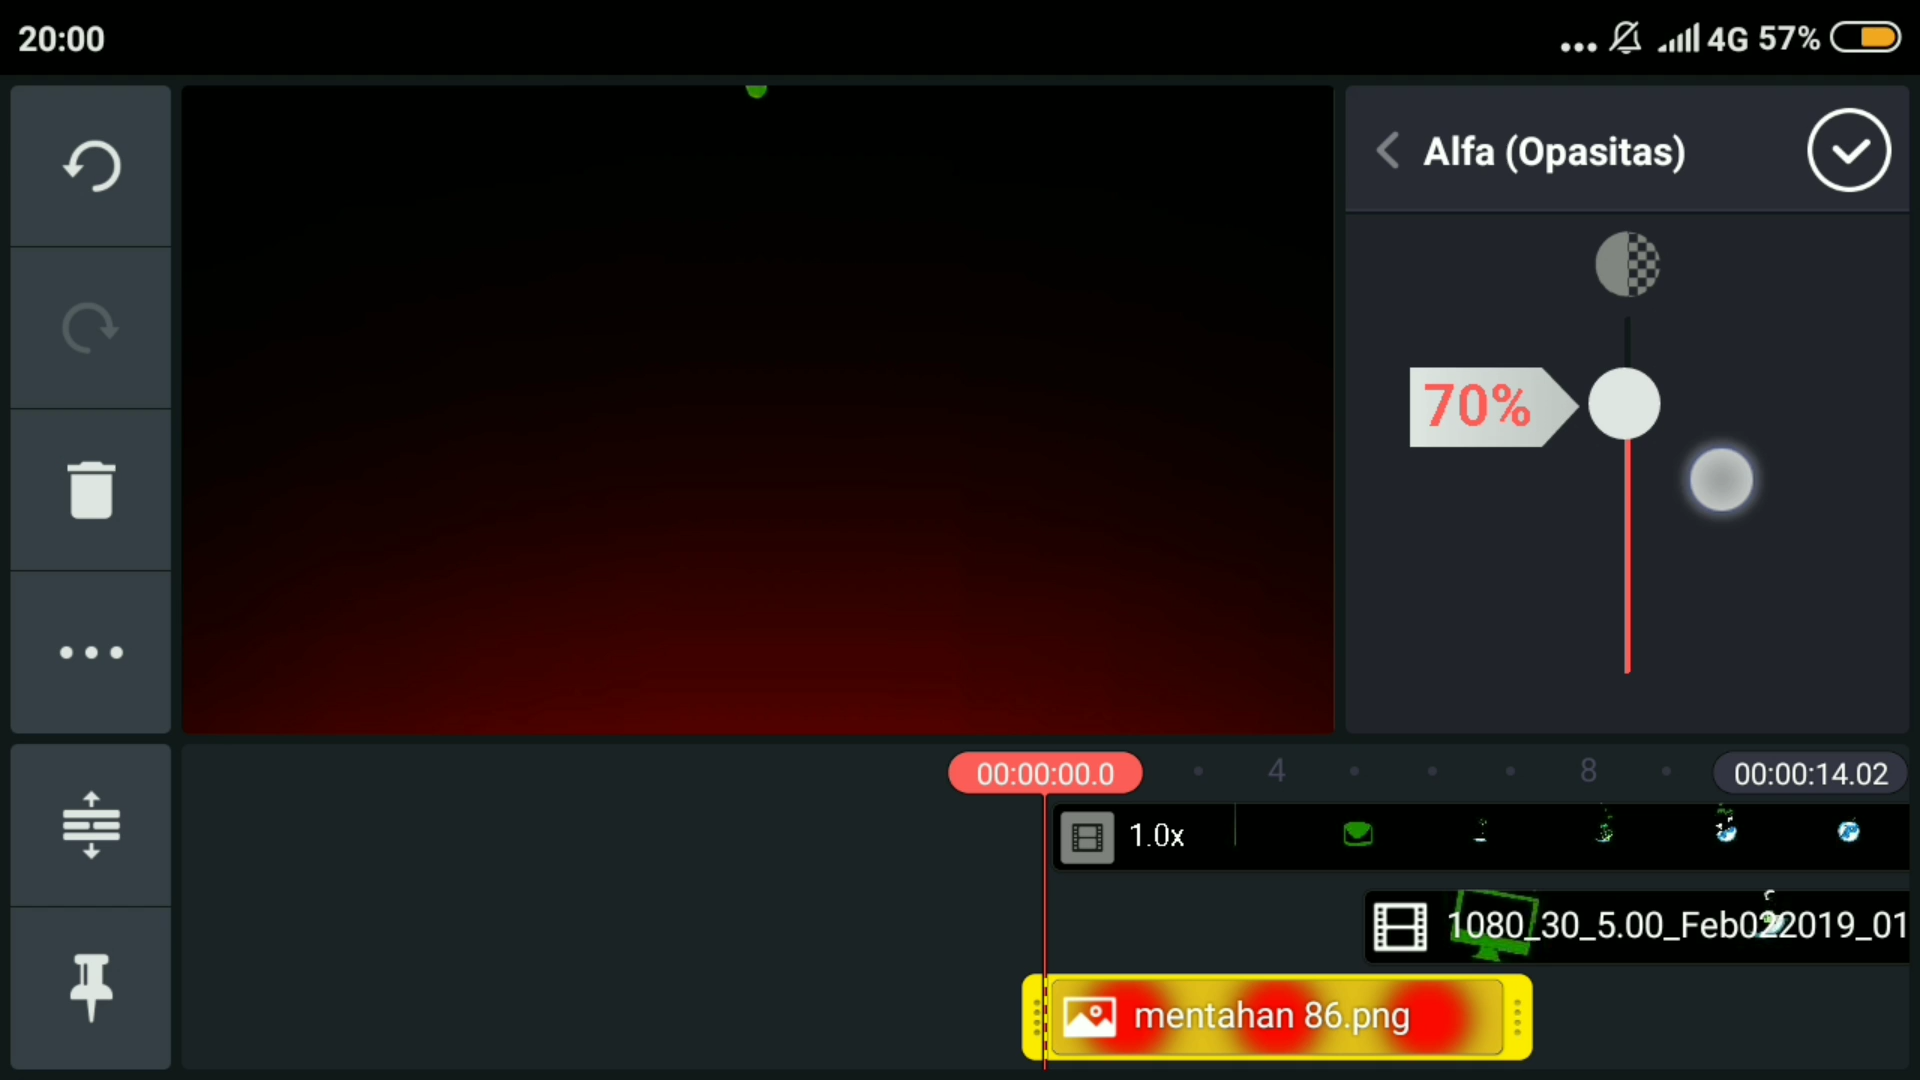 20:00
4G 57%
Alfa (Opasitas)
70%
00:00:00.0
4
8
00:00:14.02
1.0x
1080_30_5.00_Feb022019_01
mentahan 86.png